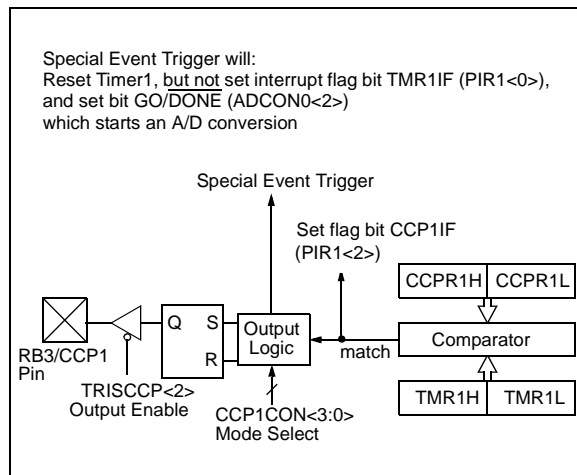 Special Event Trigger will:
Reset Timer1, but not set interrupt flag bit TMR1IF (PIR1<0>),
and set bit GO/DONE (ADCON0<2>)
which starts an A/D conversion
Special Event Trigger
Set flag bit CCP1IF
(PIR1<2>)
CCPR1H CCPR1L
Q S
R
Output
Logic
match
Comparator
RB3/CCP1
Pin
TRISCCP<2>
Output Enable
CCP1CON<3:0>
Mode Select
TMR1H TMR1L